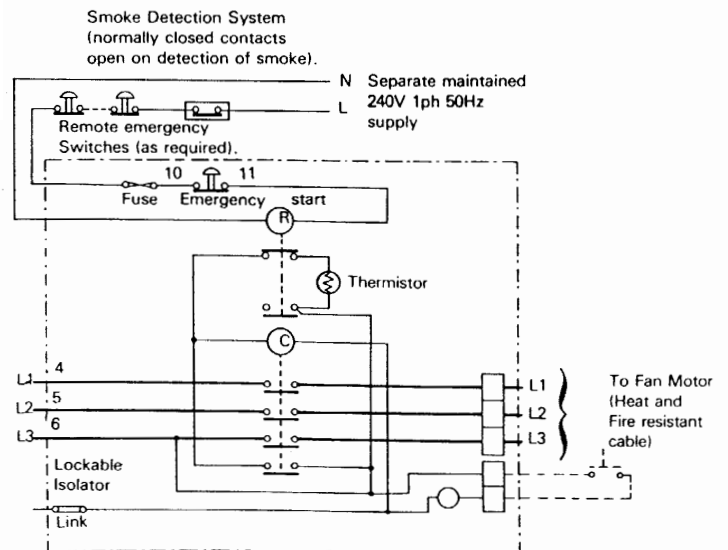 Smoke Detection System
(normally closed contacts
open on detection of smoke).
N Separate maintained
L 240V 1ph 50Hz
supply
Remote emergency
Switches (as required).
10 11
Fuse Emergency start
R
Thermistor
C
L1 4 L1
L2 5 L2
L3 6 L3
To Fan Motor
(Heat and
Fire resistant
cable)
Lockable
Isolator
Link